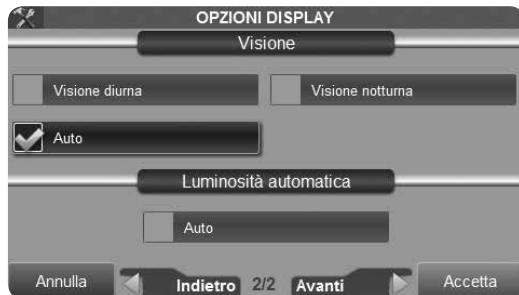 OPZIONI DISPLAY
Visione
Visione diurna Visione notturna
Auto
Luminosità automatica
Auto
Annulla Indietro 2/2 Avanti Accetta